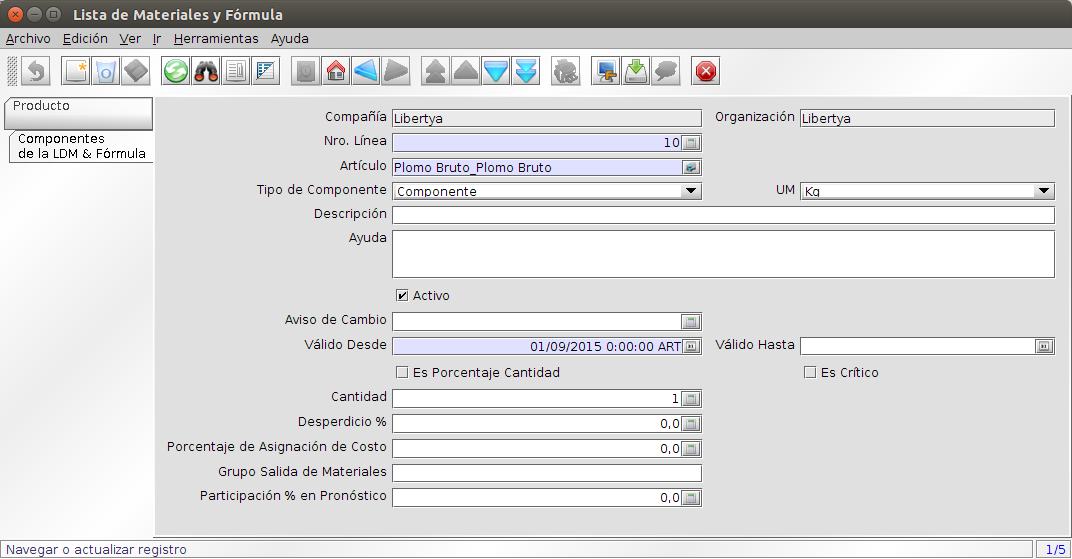 Lista de Materiales y Fórmula
Archivo Edición Ver Ir Herramientas Ayuda
Producto
Componentes
de la LDM & Fórmula
Compañía Libertya Organización Libertya
Nro. Línea 10
Artículo Plomo Bruto_Plomo Bruto
Tipo de Componente Componente UM Kg
Descripción
Ayuda
Activo
Aviso de Cambio
Válido Desde 01/09/2015 0:00:00 ART Válido Hasta
Es Porcentaje Cantidad Es Crítico
Cantidad 1
Desperdicio % 0,0
Porcentaje de Asignación de Costo 0,0
Grupo Salida de Materiales
Participación % en Pronóstico 0,0
Navegar o actualizar registro 1/5